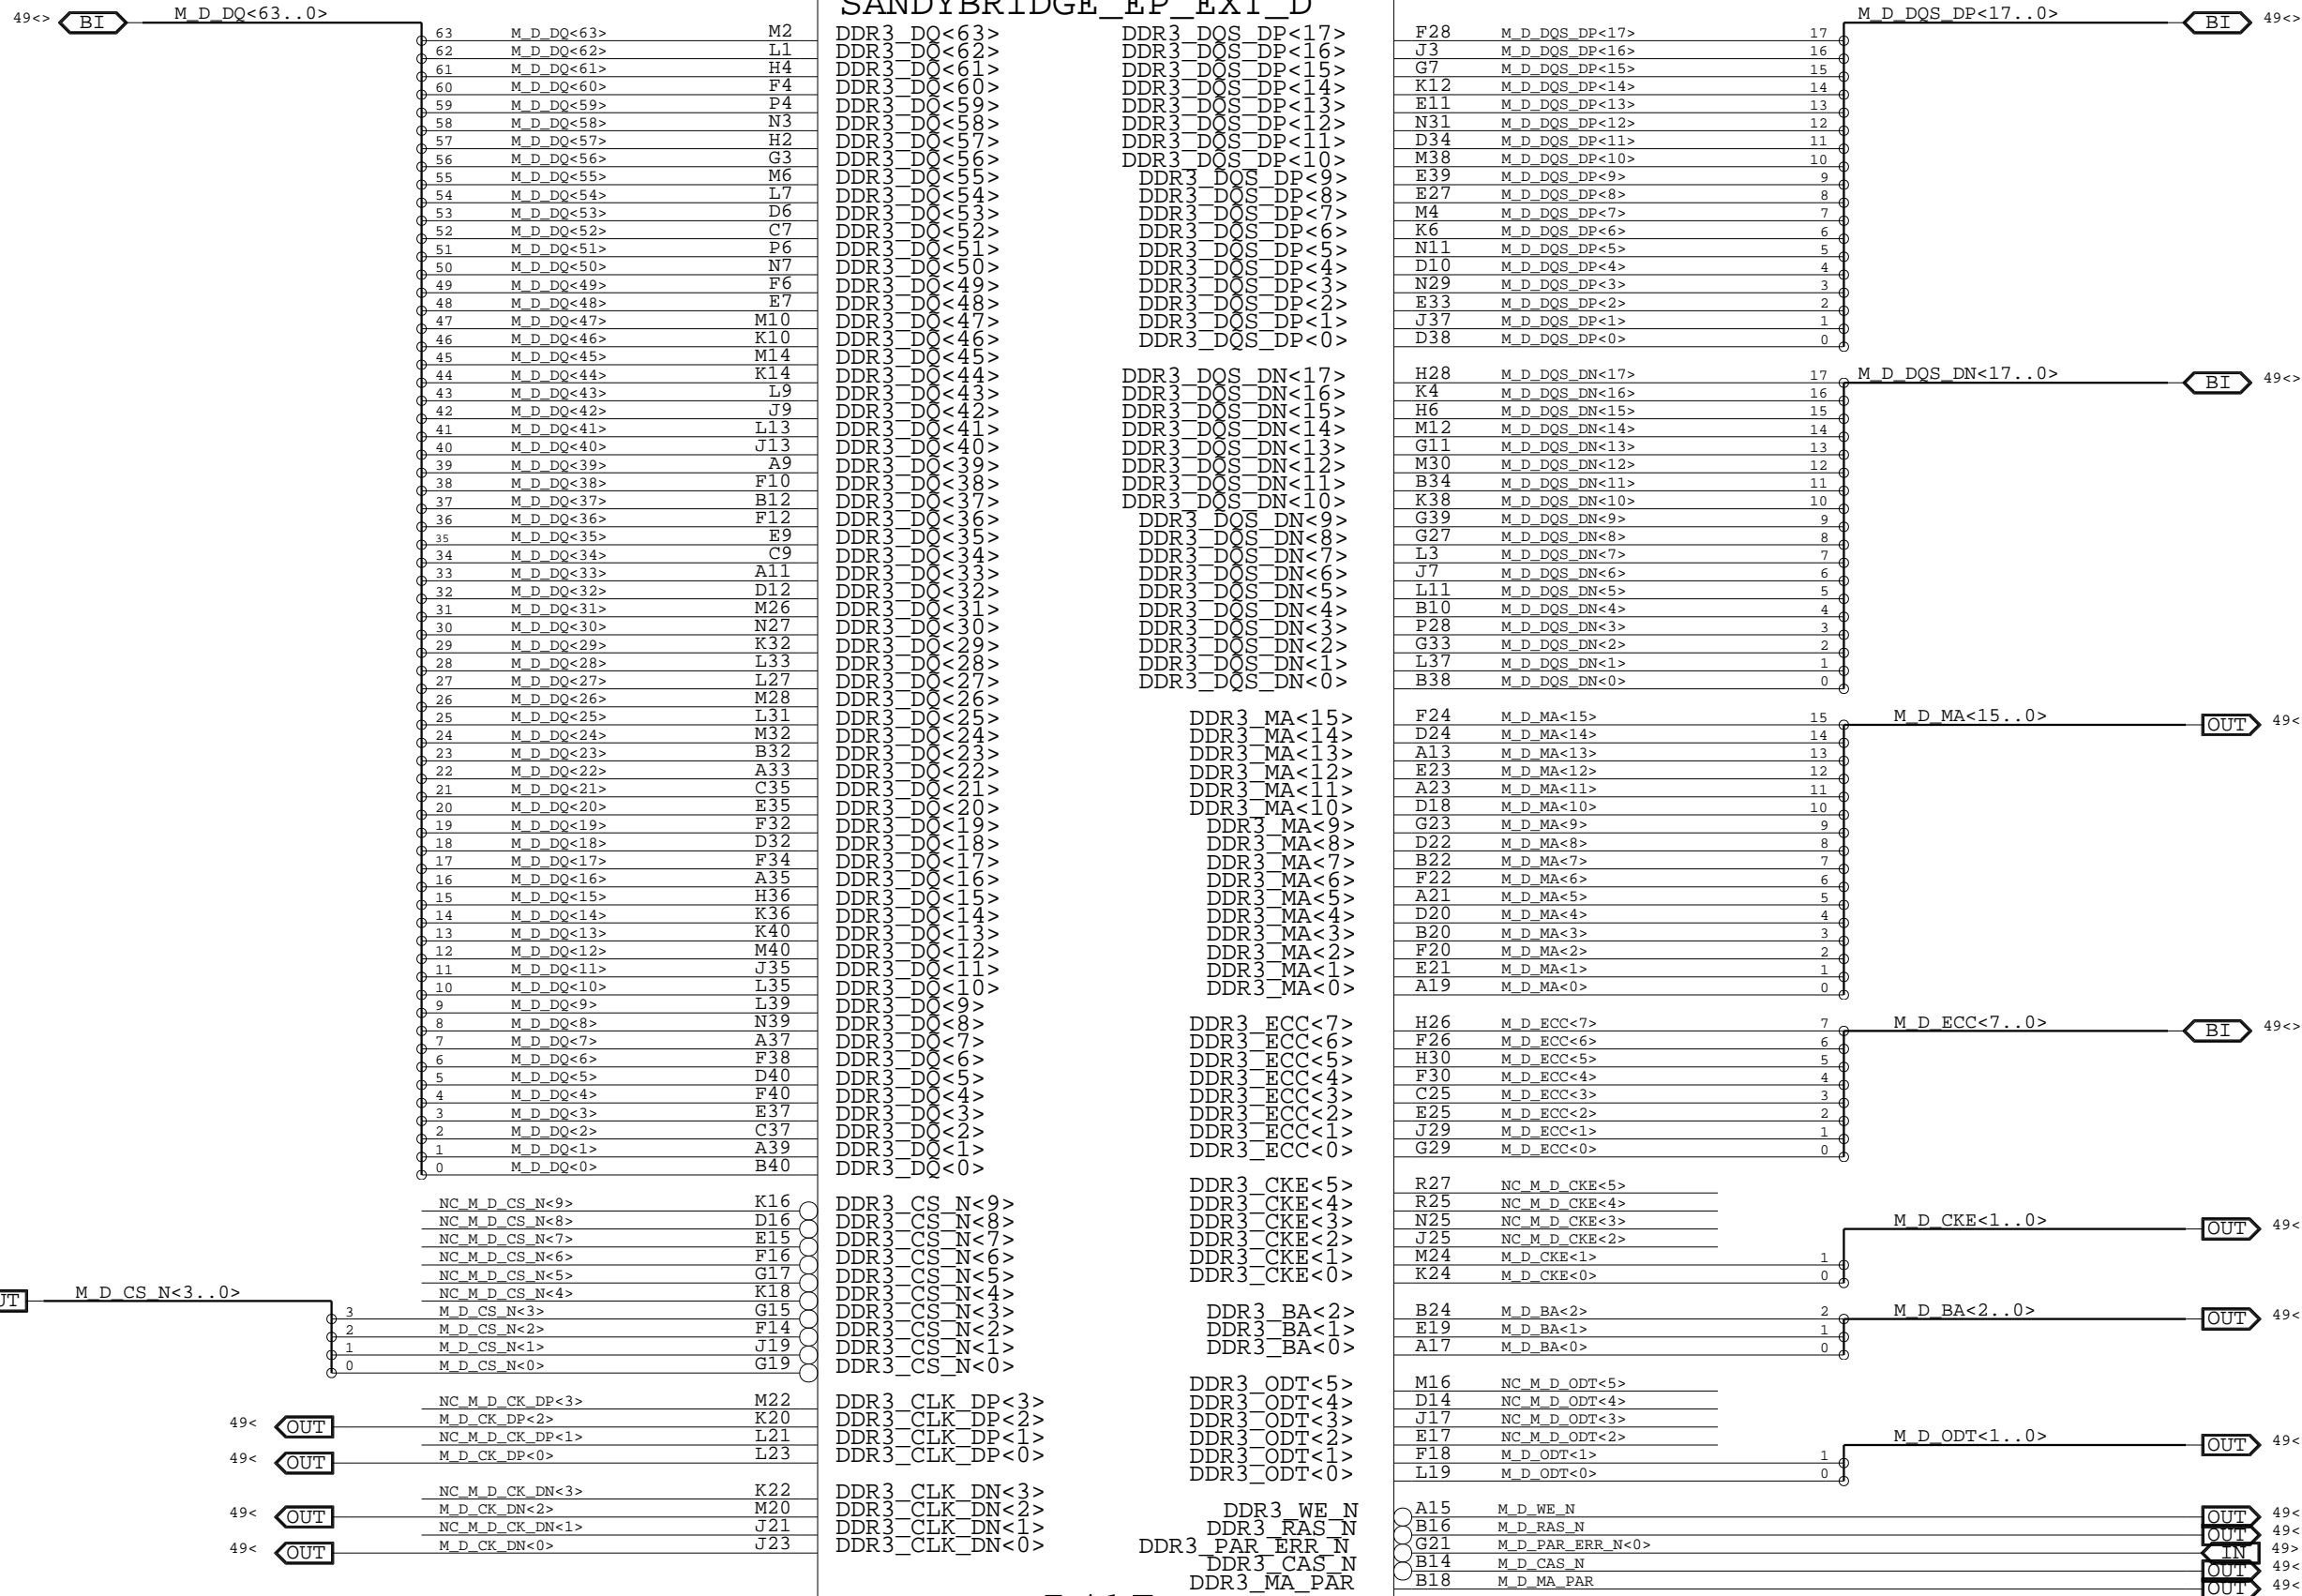 SANDYBRIDGE_EP_EXT_D
49<> BI M_D_DQ<63..0>
63 M_D_DQ<63> M2 DDR3_DQ<63>
62 M_D_DQ<62> L1 DDR3_DQ<62>
61 M_D_DQ<61> H4 DDR3_DQ<61>
60 M_D_DQ<60> F4 DDR3_DQ<60>
59 M_D_DQ<59> P4 DDR3_DQ<59>
58 M_D_DQ<58> N3 DDR3_DQ<58>
57 M_D_DQ<57> H2 DDR3_DQ<57>
56 M_D_DQ<56> G3 DDR3_DQ<56>
55 M_D_DQ<55> M6 DDR3_DQ<55>
54 M_D_DQ<54> L7 DDR3_DQ<54>
53 M_D_DQ<53> D6 DDR3_DQ<53>
52 M_D_DQ<52> C7 DDR3_DQ<52>
51 M_D_DQ<51> P6 DDR3_DQ<51>
50 M_D_DQ<50> N7 DDR3_DQ<50>
49 M_D_DQ<49> F6 DDR3_DQ<49>
48 M_D_DQ<48> E7 DDR3_DQ<48>
47 M_D_DQ<47> M10 DDR3_DQ<47>
46 M_D_DQ<46> K10 DDR3_DQ<46>
45 M_D_DQ<45> M14 DDR3_DQ<45>
44 M_D_DQ<44> K14 DDR3_DQ<44>
43 M_D_DQ<43> L9 DDR3_DQ<43>
42 M_D_DQ<42> J9 DDR3_DQ<42>
41 M_D_DQ<41> L13 DDR3_DQ<41>
40 M_D_DQ<40> J13 DDR3_DQ<40>
39 M_D_DQ<39> A9 DDR3_DQ<39>
38 M_D_DQ<38> F10 DDR3_DQ<38>
37 M_D_DQ<37> B12 DDR3_DQ<37>
36 M_D_DQ<36> F12 DDR3_DQ<36>
35 M_D_DQ<35> E9 DDR3_DQ<35>
34 M_D_DQ<34> C9 DDR3_DQ<34>
33 M_D_DQ<33> A11 DDR3_DQ<33>
32 M_D_DQ<32> D12 DDR3_DQ<32>
31 M_D_DQ<31> M26 DDR3_DQ<31>
30 M_D_DQ<30> N27 DDR3_DQ<30>
29 M_D_DQ<29> K32 DDR3_DQ<29>
28 M_D_DQ<28> L33 DDR3_DQ<28>
27 M_D_DQ<27> L27 DDR3_DQ<27>
26 M_D_DQ<26> M28 DDR3_DQ<26>
25 M_D_DQ<25> L31 DDR3_DQ<25>
24 M_D_DQ<24> M32 DDR3_DQ<24>
23 M_D_DQ<23> B32 DDR3_DQ<23>
22 M_D_DQ<22> A33 DDR3_DQ<22>
21 M_D_DQ<21> C35 DDR3_DQ<21>
20 M_D_DQ<20> E35 DDR3_DQ<20>
19 M_D_DQ<19> F32 DDR3_DQ<19>
18 M_D_DQ<18> D32 DDR3_DQ<18>
17 M_D_DQ<17> F34 DDR3_DQ<17>
16 M_D_DQ<16> A35 DDR3_DQ<16>
15 M_D_DQ<15> H36 DDR3_DQ<15>
14 M_D_DQ<14> K36 DDR3_DQ<14>
13 M_D_DQ<13> K40 DDR3_DQ<13>
12 M_D_DQ<12> M40 DDR3_DQ<12>
11 M_D_DQ<11> J35 DDR3_DQ<11>
10 M_D_DQ<10> L35 DDR3_DQ<10>
9 M_D_DQ<9> L39 DDR3_DQ<9>
8 M_D_DQ<8> N39 DDR3_DQ<8>
7 M_D_DQ<7> A37 DDR3_DQ<7>
6 M_D_DQ<6> F38 DDR3_DQ<6>
5 M_D_DQ<5> D40 DDR3_DQ<5>
4 M_D_DQ<4> F40 DDR3_DQ<4>
3 M_D_DQ<3> E37 DDR3_DQ<3>
2 M_D_DQ<2> C37 DDR3_DQ<2>
1 M_D_DQ<1> A39 DDR3_DQ<1>
0 M_D_DQ<0> B40 DDR3_DQ<0>
NC_M_D_CS_N<9> K16 DDR3_CS_N<9>
NC_M_D_CS_N<8> D16 DDR3_CS_N<8>
NC_M_D_CS_N<7> E15 DDR3_CS_N<7>
NC_M_D_CS_N<6> F16 DDR3_CS_N<6>
NC_M_D_CS_N<5> G17 DDR3_CS_N<5>
NC_M_D_CS_N<4> K18 DDR3_CS_N<4>
UT M_D_CS_N<3..0>
3 M_D_CS_N<3> G15 DDR3_CS_N<3>
2 M_D_CS_N<2> F14 DDR3_CS_N<2>
1 M_D_CS_N<1> J19 DDR3_CS_N<1>
0 M_D_CS_N<0> G19 DDR3_CS_N<0>
NC_M_D_CK_DP<3> M22 DDR3_CLK_DP<3>
49< OUT M_D_CK_DP<2> K20 DDR3_CLK_DP<2>
NC_M_D_CK_DP<1> L21 DDR3_CLK_DP<1>
49< OUT M_D_CK_DP<0> L23 DDR3_CLK_DP<0>
NC_M_D_CK_DN<3> K22 DDR3_CLK_DN<3>
49< OUT M_D_CK_DN<2> M20 DDR3_CLK_DN<2>
NC_M_D_CK_DN<1> J21 DDR3_CLK_DN<1>
49< OUT M_D_CK_DN<0> J23 DDR3_CLK_DN<0>
M_D_DQS_DP<17..0> BI 49<>
DDR3_DQS_DP<17> F28 M_D_DQS_DP<17> 17
DDR3_DQS_DP<16> J3 M_D_DQS_DP<16> 16
DDR3_DQS_DP<15> G7 M_D_DQS_DP<15> 15
DDR3_DQS_DP<14> K12 M_D_DQS_DP<14> 14
DDR3_DQS_DP<13> E11 M_D_DQS_DP<13> 13
DDR3_DQS_DP<12> N31 M_D_DQS_DP<12> 12
DDR3_DQS_DP<11> D34 M_D_DQS_DP<11> 11
DDR3_DQS_DP<10> M38 M_D_DQS_DP<10> 10
DDR3_DQS_DP<9> E39 M_D_DQS_DP<9> 9
DDR3_DQS_DP<8> E27 M_D_DQS_DP<8> 8
DDR3_DQS_DP<7> M4 M_D_DQS_DP<7> 7
DDR3_DQS_DP<6> K6 M_D_DQS_DP<6> 6
DDR3_DQS_DP<5> N11 M_D_DQS_DP<5> 5
DDR3_DQS_DP<4> D10 M_D_DQS_DP<4> 4
DDR3_DQS_DP<3> N29 M_D_DQS_DP<3> 3
DDR3_DQS_DP<2> E33 M_D_DQS_DP<2> 2
DDR3_DQS_DP<1> J37 M_D_DQS_DP<1> 1
DDR3_DQS_DP<0> D38 M_D_DQS_DP<0> 0
DDR3_DQS_DN<17> H28 M_D_DQS_DN<17> 17 M_D_DQS_DN<17..0> BI 49<>
DDR3_DQS_DN<16> K4 M_D_DQS_DN<16> 16
DDR3_DQS_DN<15> H6 M_D_DQS_DN<15> 15
DDR3_DQS_DN<14> M12 M_D_DQS_DN<14> 14
DDR3_DQS_DN<13> G11 M_D_DQS_DN<13> 13
DDR3_DQS_DN<12> M30 M_D_DQS_DN<12> 12
DDR3_DQS_DN<11> B34 M_D_DQS_DN<11> 11
DDR3_DQS_DN<10> K38 M_D_DQS_DN<10> 10
DDR3_DQS_DN<9> G39 M_D_DQS_DN<9> 9
DDR3_DQS_DN<8> G27 M_D_DQS_DN<8> 8
DDR3_DQS_DN<7> L3 M_D_DQS_DN<7> 7
DDR3_DQS_DN<6> J7 M_D_DQS_DN<6> 6
DDR3_DQS_DN<5> L11 M_D_DQS_DN<5> 5
DDR3_DQS_DN<4> B10 M_D_DQS_DN<4> 4
DDR3_DQS_DN<3> P28 M_D_DQS_DN<3> 3
DDR3_DQS_DN<2> G33 M_D_DQS_DN<2> 2
DDR3_DQS_DN<1> L37 M_D_DQS_DN<1> 1
DDR3_DQS_DN<0> B38 M_D_DQS_DN<0> 0
DDR3_MA<15> F24 M_D_MA<15> 15 M_D_MA<15..0> OUT 49<
DDR3_MA<14> D24 M_D_MA<14> 14
DDR3_MA<13> A13 M_D_MA<13> 13
DDR3_MA<12> E23 M_D_MA<12> 12
DDR3_MA<11> A23 M_D_MA<11> 11
DDR3_MA<10> D18 M_D_MA<10> 10
DDR3_MA<9> G23 M_D_MA<9> 9
DDR3_MA<8> D22 M_D_MA<8> 8
DDR3_MA<7> B22 M_D_MA<7> 7
DDR3_MA<6> F22 M_D_MA<6> 6
DDR3_MA<5> A21 M_D_MA<5> 5
DDR3_MA<4> D20 M_D_MA<4> 4
DDR3_MA<3> B20 M_D_MA<3> 3
DDR3_MA<2> F20 M_D_MA<2> 2
DDR3_MA<1> E21 M_D_MA<1> 1
DDR3_MA<0> A19 M_D_MA<0> 0
DDR3_ECC<7> H26 M_D_ECC<7> 7 M_D_ECC<7..0> BI 49<>
DDR3_ECC<6> F26 M_D_ECC<6> 6
DDR3_ECC<5> H30 M_D_ECC<5> 5
DDR3_ECC<4> F30 M_D_ECC<4> 4
DDR3_ECC<3> C25 M_D_ECC<3> 3
DDR3_ECC<2> E25 M_D_ECC<2> 2
DDR3_ECC<1> J29 M_D_ECC<1> 1
DDR3_ECC<0> G29 M_D_ECC<0> 0
DDR3_CKE<5> R27 NC_M_D_CKE<5>
DDR3_CKE<4> R25 NC_M_D_CKE<4>
DDR3_CKE<3> N25 NC_M_D_CKE<3> M_D_CKE<1..0> OUT 49<
DDR3_CKE<2> J25 NC_M_D_CKE<2>
DDR3_CKE<1> M24 M_D_CKE<1> 1
DDR3_CKE<0> K24 M_D_CKE<0> 0
DDR3_BA<2> B24 M_D_BA<2> 2 M_D_BA<2..0> OUT 49<
DDR3_BA<1> E19 M_D_BA<1> 1
DDR3_BA<0> A17 M_D_BA<0> 0
DDR3_ODT<5> M16 NC_M_D_ODT<5>
DDR3_ODT<4> D14 NC_M_D_ODT<4>
DDR3_ODT<3> J17 NC_M_D_ODT<3>
DDR3_ODT<2> E17 NC_M_D_ODT<2> M_D_ODT<1..0> OUT 49<
DDR3_ODT<1> F18 M_D_ODT<1> 1
DDR3_ODT<0> L19 M_D_ODT<0> 0
DDR3_WE_N A15 M_D_WE_N OUT 49<
DDR3_RAS_N B16 M_D_RAS_N OUT 49<
DDR3_PAR_ERR_N G21 M_D_PAR_ERR_N<0> IN 49>
DDR3_CAS_N B14 M_D_CAS_N OUT 49<
DDR3_MA_PAR B18 M_D_MA_PAR OUT 49<